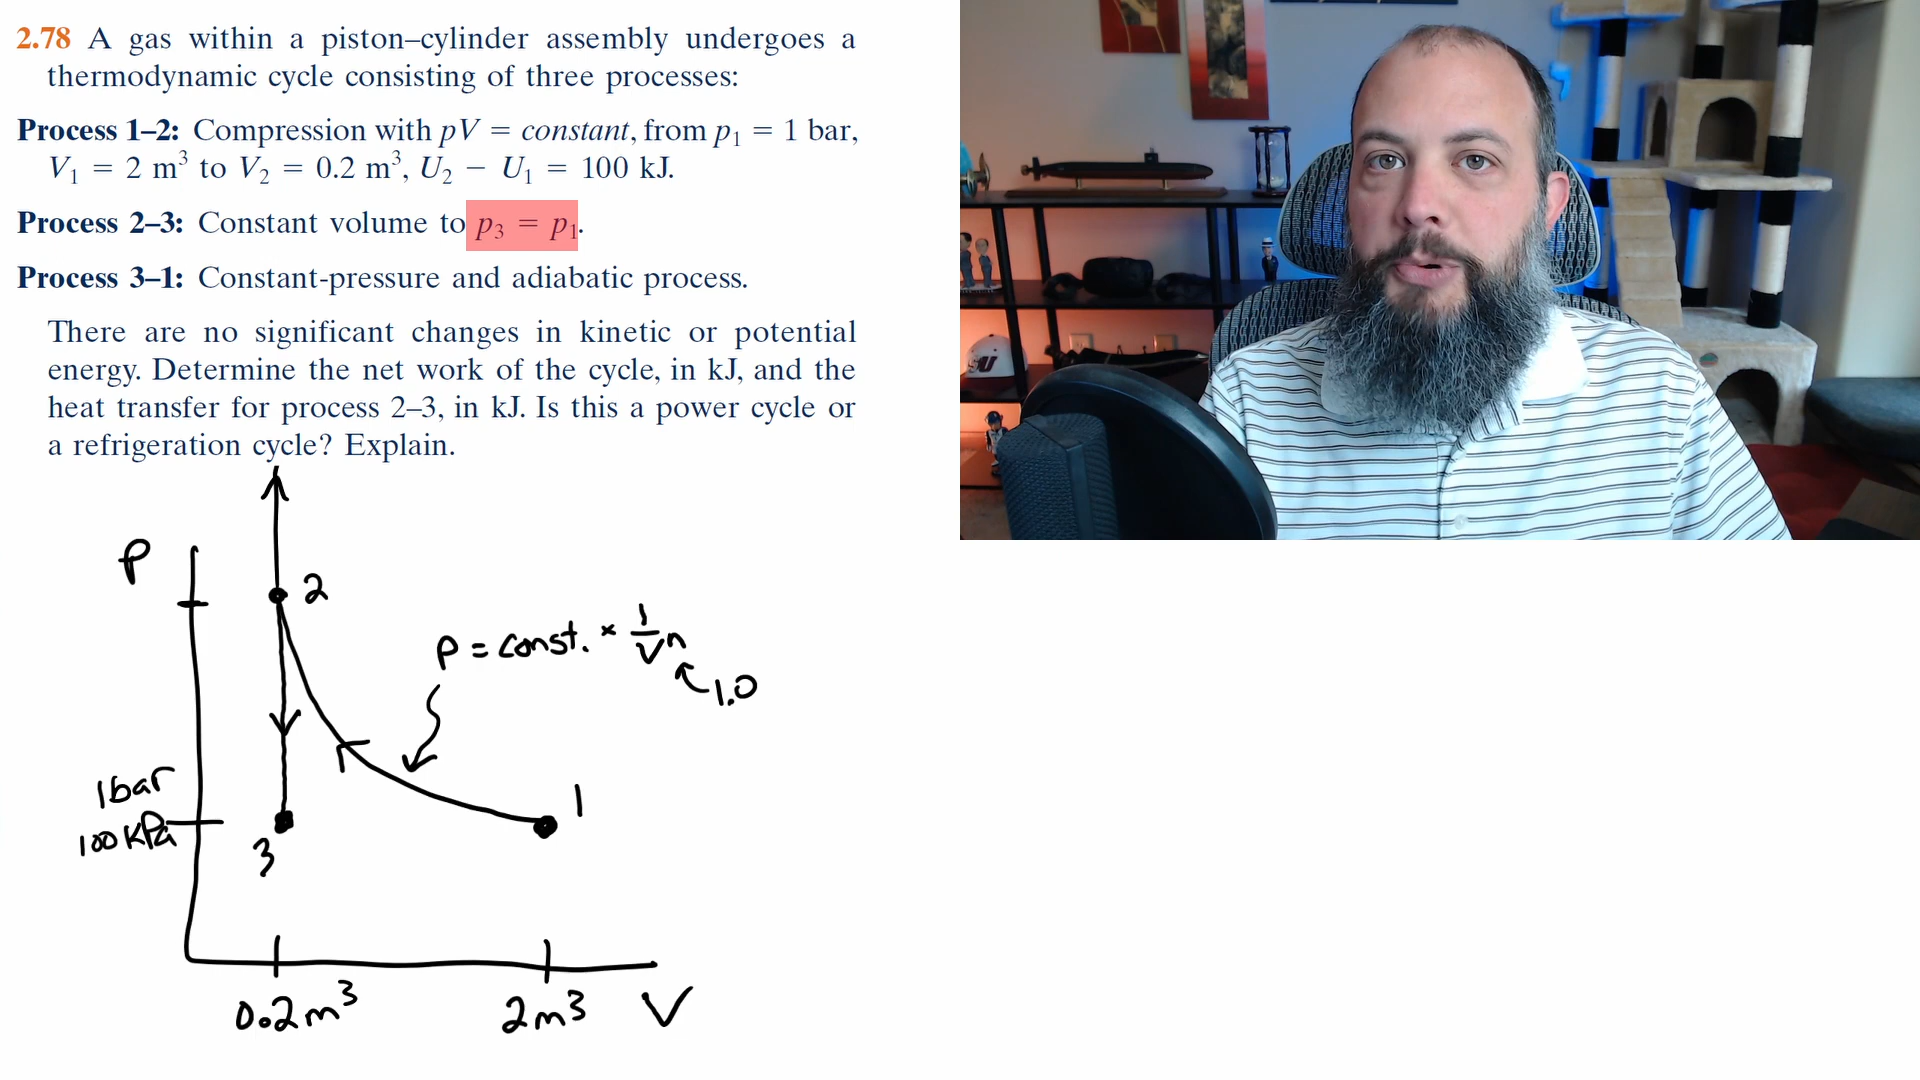 2.78 A gas within a piston–cylinder assembly undergoes a
thermodynamic cycle consisting of three processes:
Process 1–2: Compression with pV = constant, from p₁ = 1 bar,
V₁ = 2 m³ to V₂ = 0.2 m³, U₂ − U₁ = 100 kJ.
Process 2–3: Constant volume to p₃ = p₁.
Process 3–1: Constant-pressure and adiabatic process.
There are no significant changes in kinetic or potential
energy. Determine the net work of the cycle, in kJ, and the
heat transfer for process 2–3, in kJ. Is this a power cycle or
a refrigeration cycle? Explain.
P
2
P = const. × 1/Vⁿ
1.0
1bar
100 kPa
1
3
0.2m³
2m³
V
SU